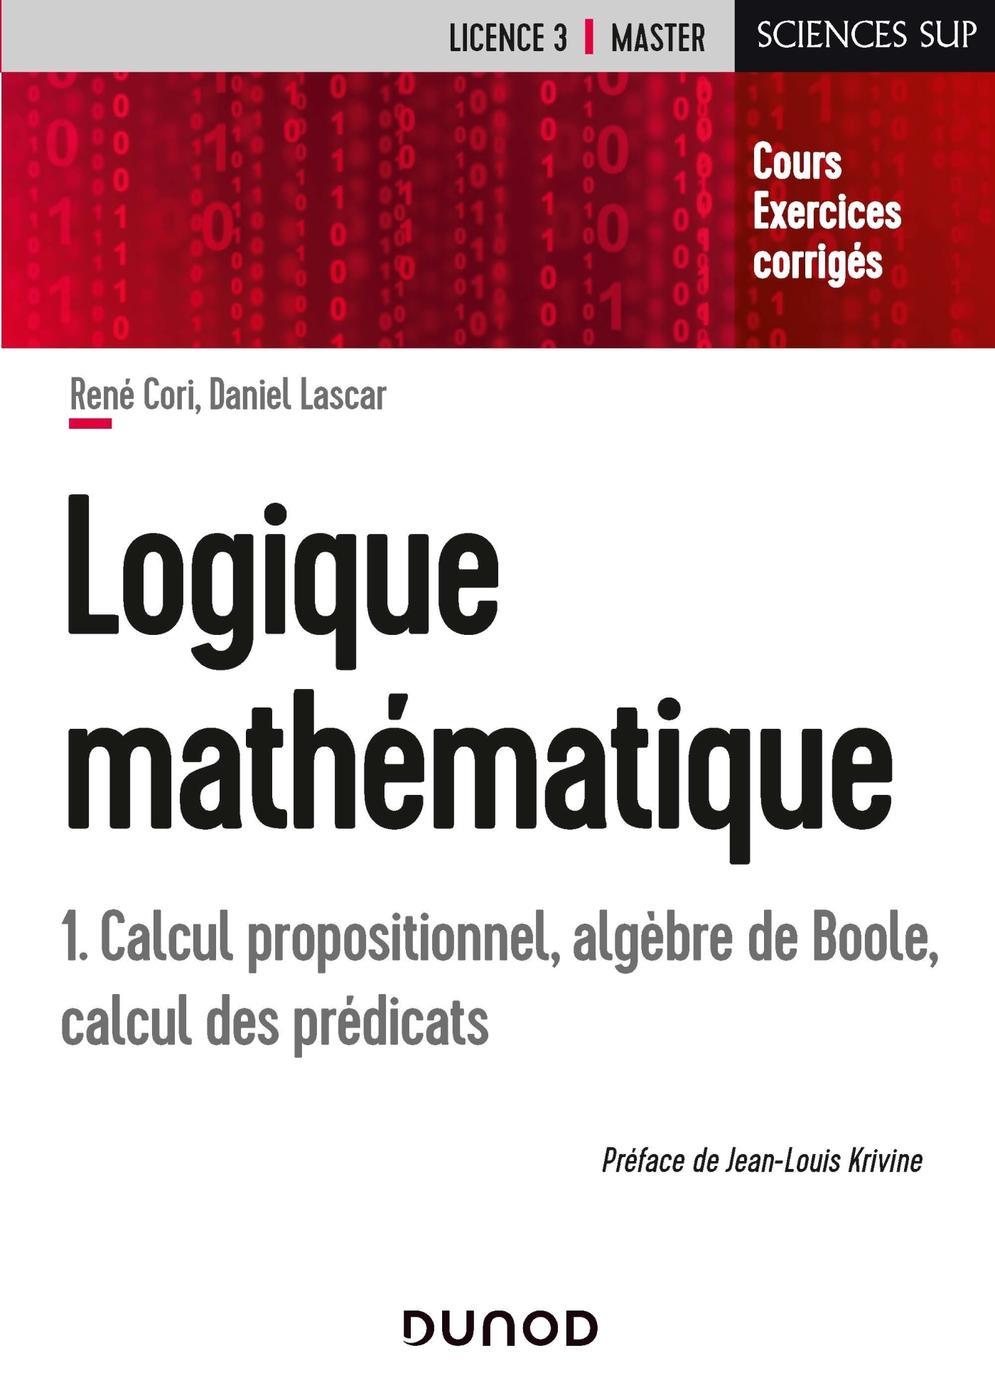 LICENCE 3 | MASTER
SCIENCES SUP
Cours
Exercices
corrigés
René Cori, Daniel Lascar
Logique
mathématique
1. Calcul propositionnel, algèbre de Boole,
calcul des prédicats
Préface de Jean-Louis Krivine
DUNOD